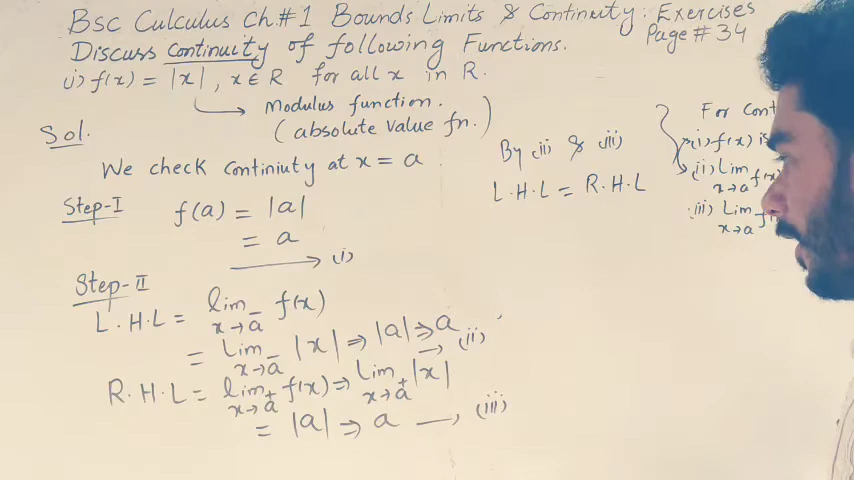 Bsc Calculus Ch.#1 Bounds Limits & Continuity: Exercises
Page # 34
Discuss continuity of following Functions.
(i) f(x) = |x|, x ∈ R for all x in R.
Modulus function.
(absolute value fn.)
Sol.
We check continiuty at x = a
Step-I f(a) = |a|
= a
→ (i)
Step-II
L.H.L = lim x→a⁻ f(x)
= Lim x→a⁻ |x| ⇒ |a| ⇒ a → (ii)
R.H.L = lim x→a⁺ f(x) ⇒ Lim x→a⁺ |x|
= |a| ⇒ a → (iii)
By (ii) & (iii)
L.H.L = R.H.L
For Cont
(i) f(x) is
(ii) Lim x→a f(x)
(iii) Lim x→a